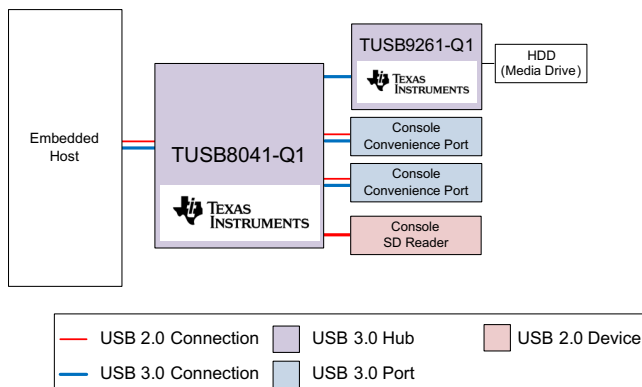 TUSB9261-Q1
TEXAS
INSTRUMENTS
HDD
(Media Drive)
Embedded
Host
TUSB8041-Q1
TEXAS
INSTRUMENTS
Console
Convenience Port
Console
Convenience Port
Console
SD Reader
USB 2.0 Connection
USB 3.0 Hub
USB 2.0 Device
USB 3.0 Connection
USB 3.0 Port